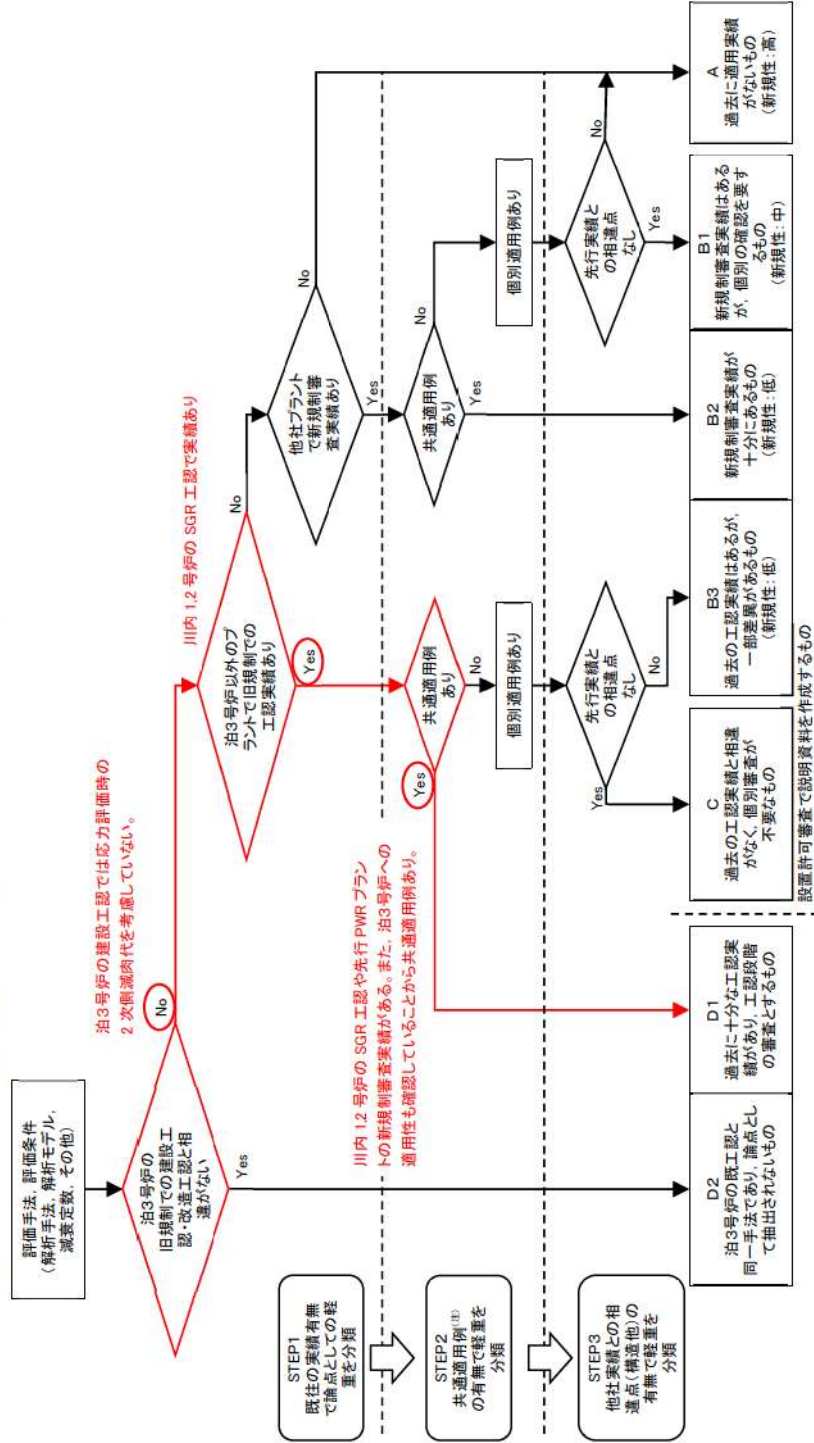 評価手法，評価条件
(解析手法，解析モデル，
減衰定数，その他)
泊3号炉の
旧規制での建設工
認・改造工認と相
違がない
No
Yes
泊3号炉の建設工認では応力評価時の
2次側減肉代を考慮していない。
泊3号炉以外のプ
ラントで旧規制での
工認実績あり
Yes
No
川内1,2号炉のSGR工認で実績あり
他社プラント
で新規制審
査実績あり
No
Yes
STEP1
既往の実績有無
で論点としての軽
重を分類
STEP2
共通適用例(注)
の有無で軽重を
分類
STEP3
他社実績との相
違点(構造他)の
有無で軽重を
分類
川内1,2号炉のSGR工認や先行PWRプラン
トの新規制審査実績がある。また，泊3号炉への
適用性も確認していることから共通適用例あり。
共通適用例
あり
Yes
No
個別適用例あり
先行実績と
の相違点
なし
Yes
No
共通適用例
あり
No
Yes
個別適用例あり
先行実績と
の相違点
なし
No
Yes
D2
泊3号炉の既工認と
同一手法であり，論点とし
て抽出されないもの
D1
過去に十分な工認実
績があり，工認段階
の審査とするもの
C
過去の工認実績と相違
がなく，個別審査が
不要なもの
B3
過去の工認実績はあるが，
一部差異があるもの
(新規性：低)
B2
新規制審査実績が
十分にあるもの
(新規性：低)
B1
新規制審査実績はある
が，個別の確認を要す
るもの
(新規性：中)
A
過去に適用実績
がないもの
(新規性：高)
設置許可審査で説明資料を作成するもの